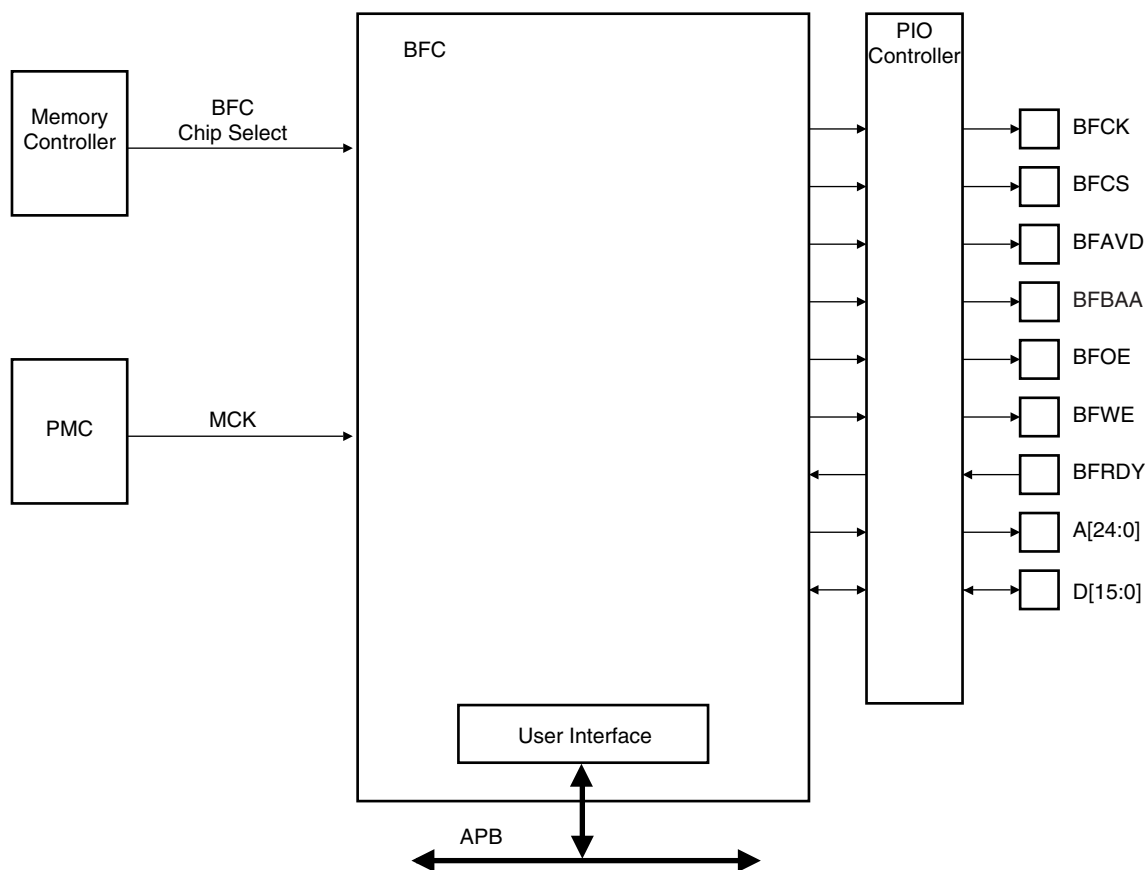 BFC
PIO
Controller
Memory
Controller
BFC
Chip Select
PMC
MCK
BFCK
BFCS
BFAVD
BFBAA
BFOE
BFWE
BFRDY
A[24:0]
D[15:0]
User Interface
APB